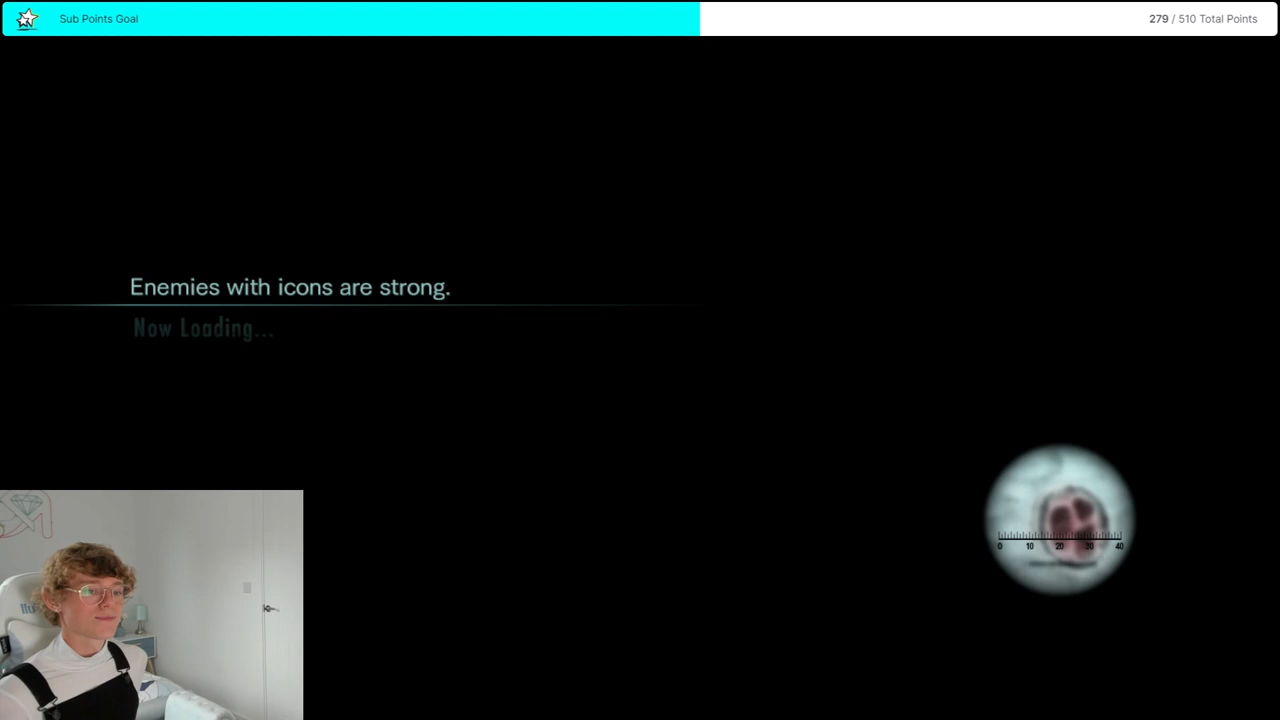 Sub Points Goal
279 / 510 Total Points
Enemies with icons are strong.
Now Loading...
0 10 20 30 40